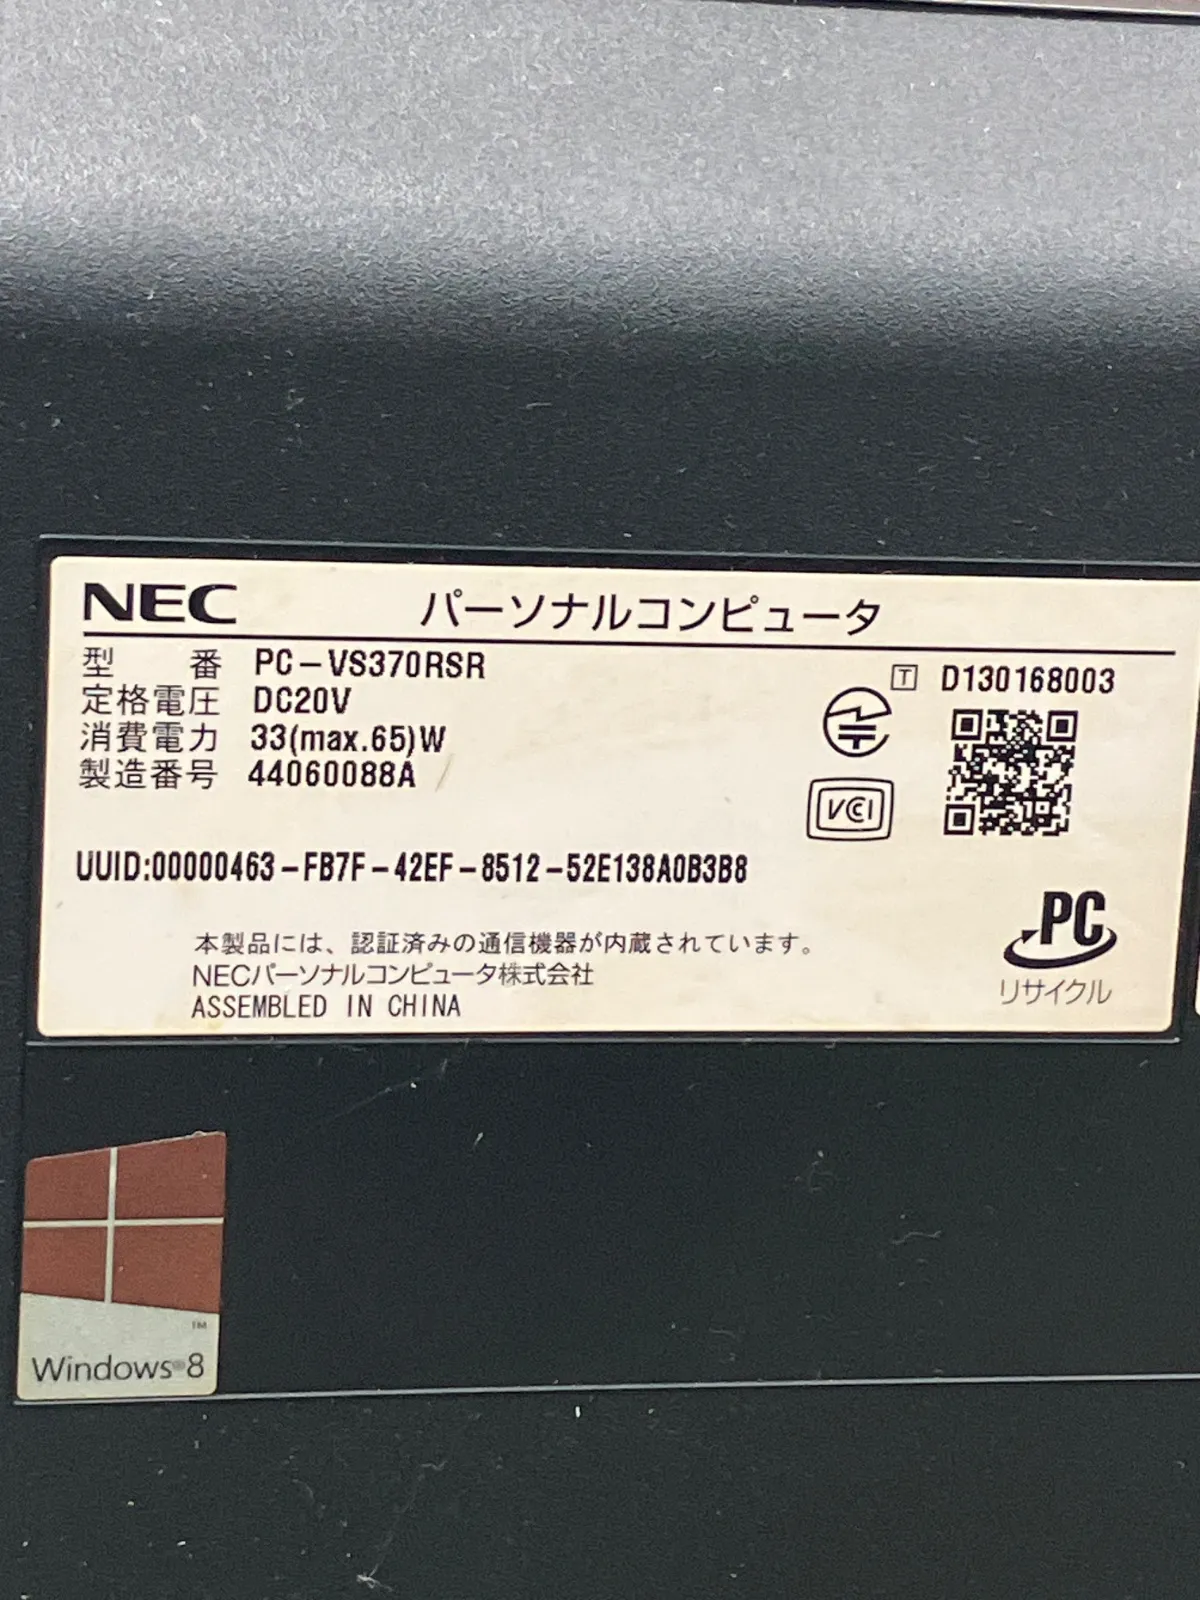 NEC パーソナルコンピュータ
型 番 PC-VS370RSR
定格電圧 DC20V
消費電力 33(max.65)W
製造番号 44060088A
T D130168003
VCCI
UUID:00000463-FB7F-42EF-8512-52E138A0B3B8
本製品には、認証済みの通信機器が内蔵されています。
NECパーソナルコンピュータ株式会社
ASSEMBLED IN CHINA
PC
リサイクル
TM
Windows®8